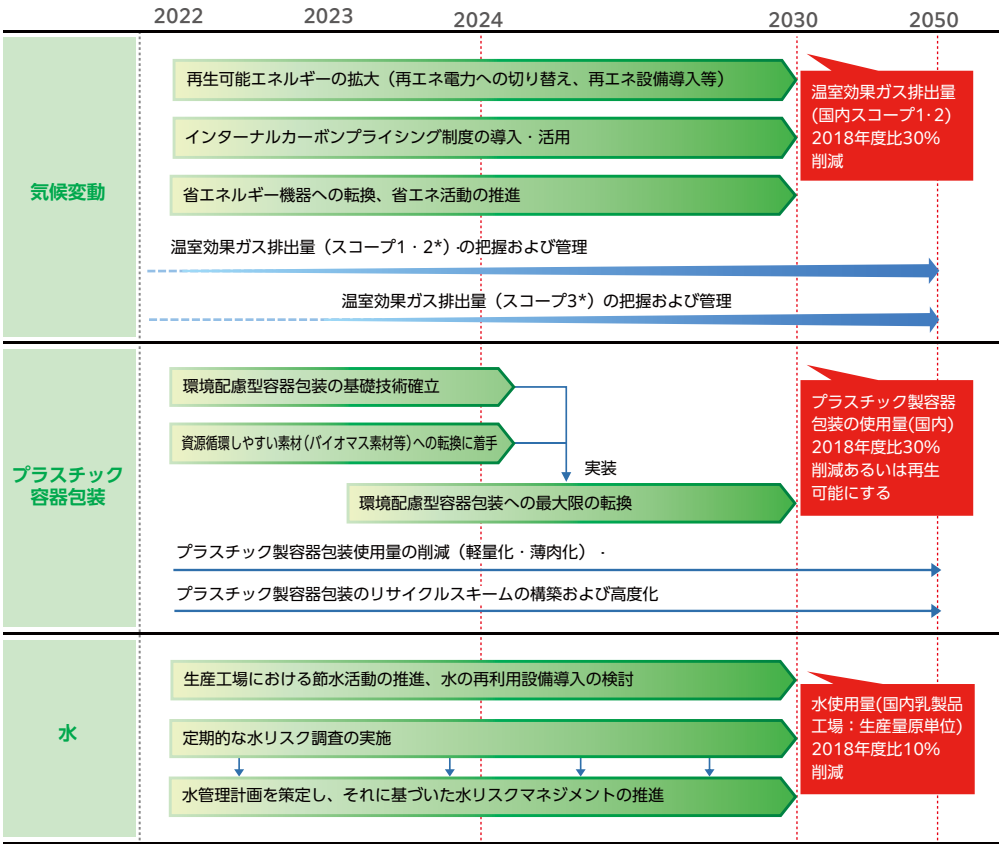 2022 2023 2024 2030 2050
気候変動
再生可能エネルギーの拡大（再エネ電力への切り替え、再エネ設備導入等）
インターナルカーボンプライシング制度の導入・活用
省エネルギー機器への転換、省エネ活動の推進
温室効果ガス排出量（スコープ1・2*）の把握および管理
温室効果ガス排出量（スコープ3*）の把握および管理
温室効果ガス排出量
(国内スコープ1・2)
2018年度比30%
削減
プラスチック
容器包装
環境配慮型容器包装の基礎技術確立
資源循環しやすい素材（バイオマス素材等）への転換に着手
実装
環境配慮型容器包装への最大限の転換
プラスチック製容器包装使用量の削減（軽量化・薄肉化）
プラスチック製容器包装のリサイクルスキームの構築および高度化
プラスチック製容器
包装の使用量(国内)
2018年度比30%
削減あるいは再生
可能にする
水
生産工場における節水活動の推進、水の再利用設備導入の検討
定期的な水リスク調査の実施
水管理計画を策定し、それに基づいた水リスクマネジメントの推進
水使用量(国内乳製品
工場：生産量原単位)
2018年度比10%
削減